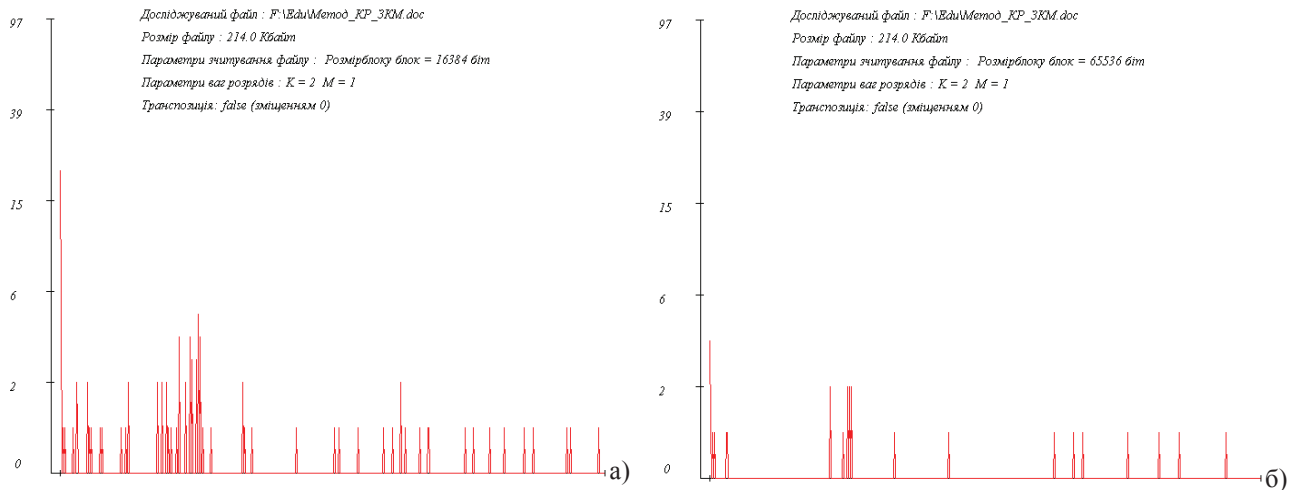 Досліджуваний файл : F:\Edu\Метод_КР_ЗКМ.doc
Розмір файлу : 214.0 Кбайт
Параметри зчитування файлу : Розмірблоку блок = 16384 біт
Параметри ваг розрядів : K = 2 M = 1
Транспозиція: false (зміщенням 0)
97
39
15
6
2
0
а)
Досліджуваний файл : F:\Edu\Метод_КР_ЗКМ.doc
Розмір файлу : 214.0 Кбайт
Параметри зчитування файлу : Розмірблоку блок = 65536 біт
Параметри ваг розрядів : K = 2 M = 1
Транспозиція: false (зміщенням 0)
97
39
15
6
2
0
б)